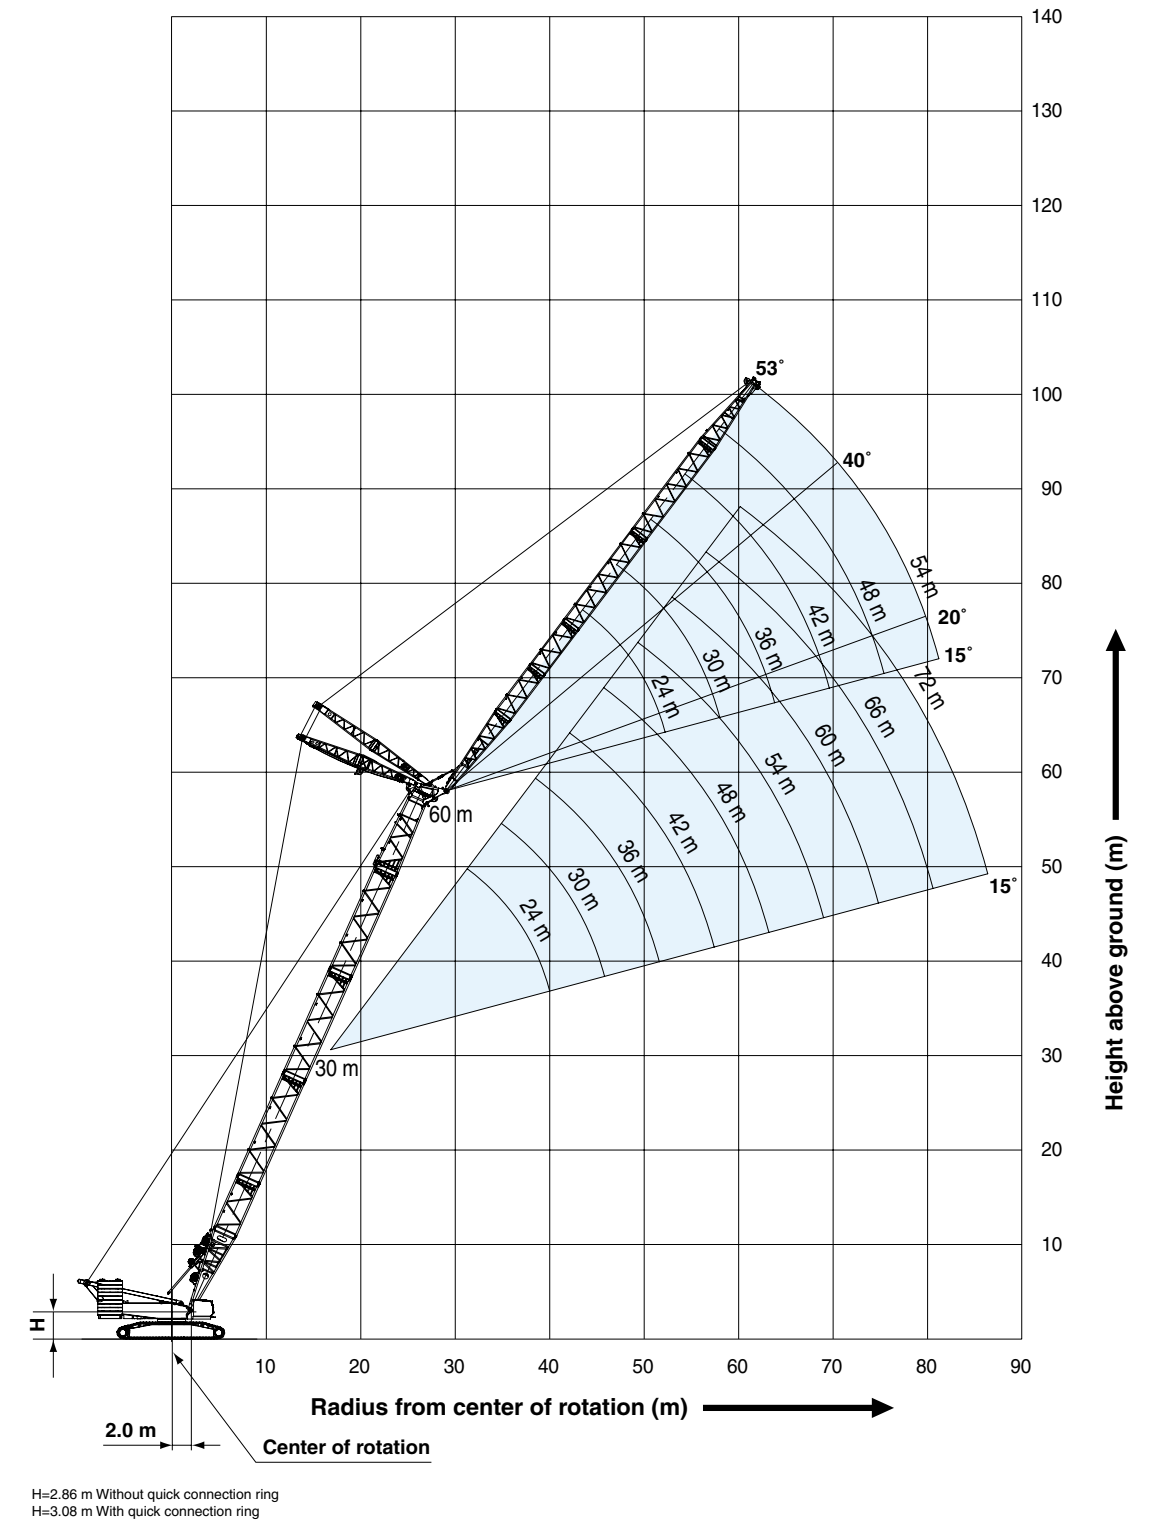 140
130
120
110
53˚
100
40˚
90
54 m
80
48 m
42 m
20˚
36 m
15˚
30 m
24 m
70
72 m
66 m
60 m
60
54 m
60 m
48 m
42 m
36 m
50
15˚
30 m
24 m
40
30
30 m
20
10
Height above ground (m)
H
10 20 30 40 50 60 70 80 90
Radius from center of rotation (m)
2.0 m
Center of rotation
H=2.86 m Without quick connection ring
H=3.08 m With quick connection ring